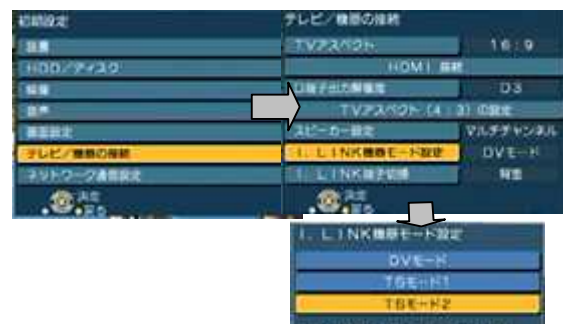 初期設定
設置
HDD/ディスク
映像
音声
画面設定
テレビ/機器の接続
ネットワーク通信設定
決定
戻る
テレビ/機器の接続
TVアスペクト 16:9
HDMI 接続
D端子出力解像度 D3
TVアスペクト(4:3)の設定
スピーカー設定 マルチチャンネル
I.LINK機器モード設定 DVモード
I.LINK端子切換 背面
決定
戻る
I.LINK機器モード設定
DVモード
TSモード1
TSモード2